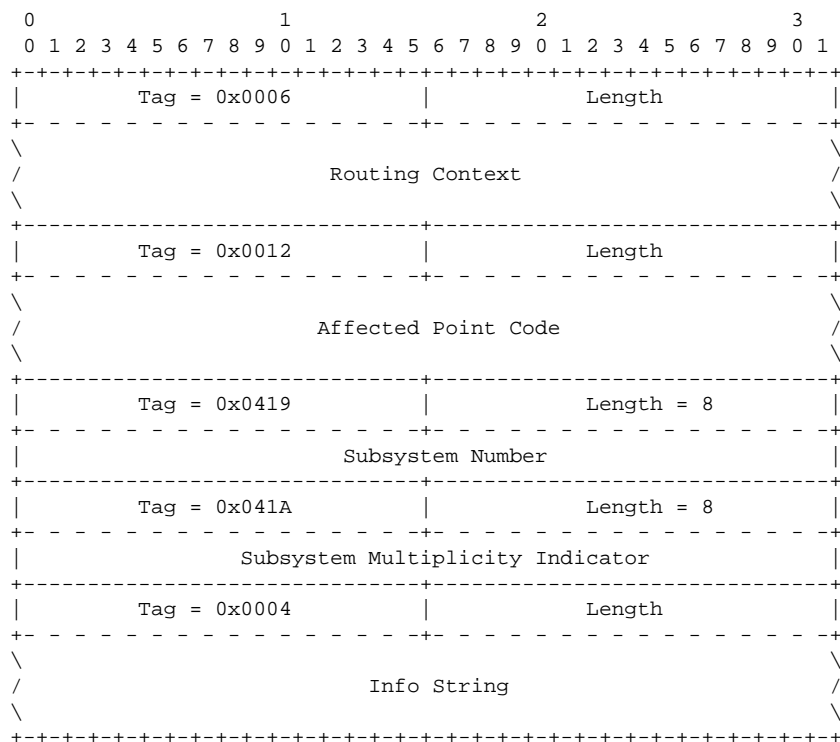 0                   1                   2                   3
 0 1 2 3 4 5 6 7 8 9 0 1 2 3 4 5 6 7 8 9 0 1 2 3 4 5 6 7 8 9 0 1
+-+-+-+-+-+-+-+-+-+-+-+-+-+-+-+-+-+-+-+-+-+-+-+-+-+-+-+-+-+-+-+-+
|         Tag = 0x0006          |            Length             |
+- - - - - - - - - - - - - - - -+- - - - - - - - - - - - - - - -+
\                                                               \
/                        Routing Context                        /
\                                                               \
+-------------------------------+-------------------------------+
|         Tag = 0x0012          |            Length             |
+- - - - - - - - - - - - - - - -+- - - - - - - - - - - - - - - -+
\                                                               \
/                       Affected Point Code                     /
\                                                               \
+-------------------------------+-------------------------------+
|         Tag = 0x0419          |            Length = 8         |
+- - - - - - - - - - - - - - - -+- - - - - - - - - - - - - - - -+
|                         Subsystem Number                      |
+-------------------------------+-------------------------------+
|         Tag = 0x041A          |            Length = 8         |
+- - - - - - - - - - - - - - - -+- - - - - - - - - - - - - - - -+
|                 Subsystem Multiplicity Indicator              |
+-------------------------------+-------------------------------+
|         Tag = 0x0004          |            Length             |
+- - - - - - - - - - - - - - - -+- - - - - - - - - - - - - - - -+
\                                                               \
/                           Info String                         /
\                                                               \
+-+-+-+-+-+-+-+-+-+-+-+-+-+-+-+-+-+-+-+-+-+-+-+-+-+-+-+-+-+-+-+-+